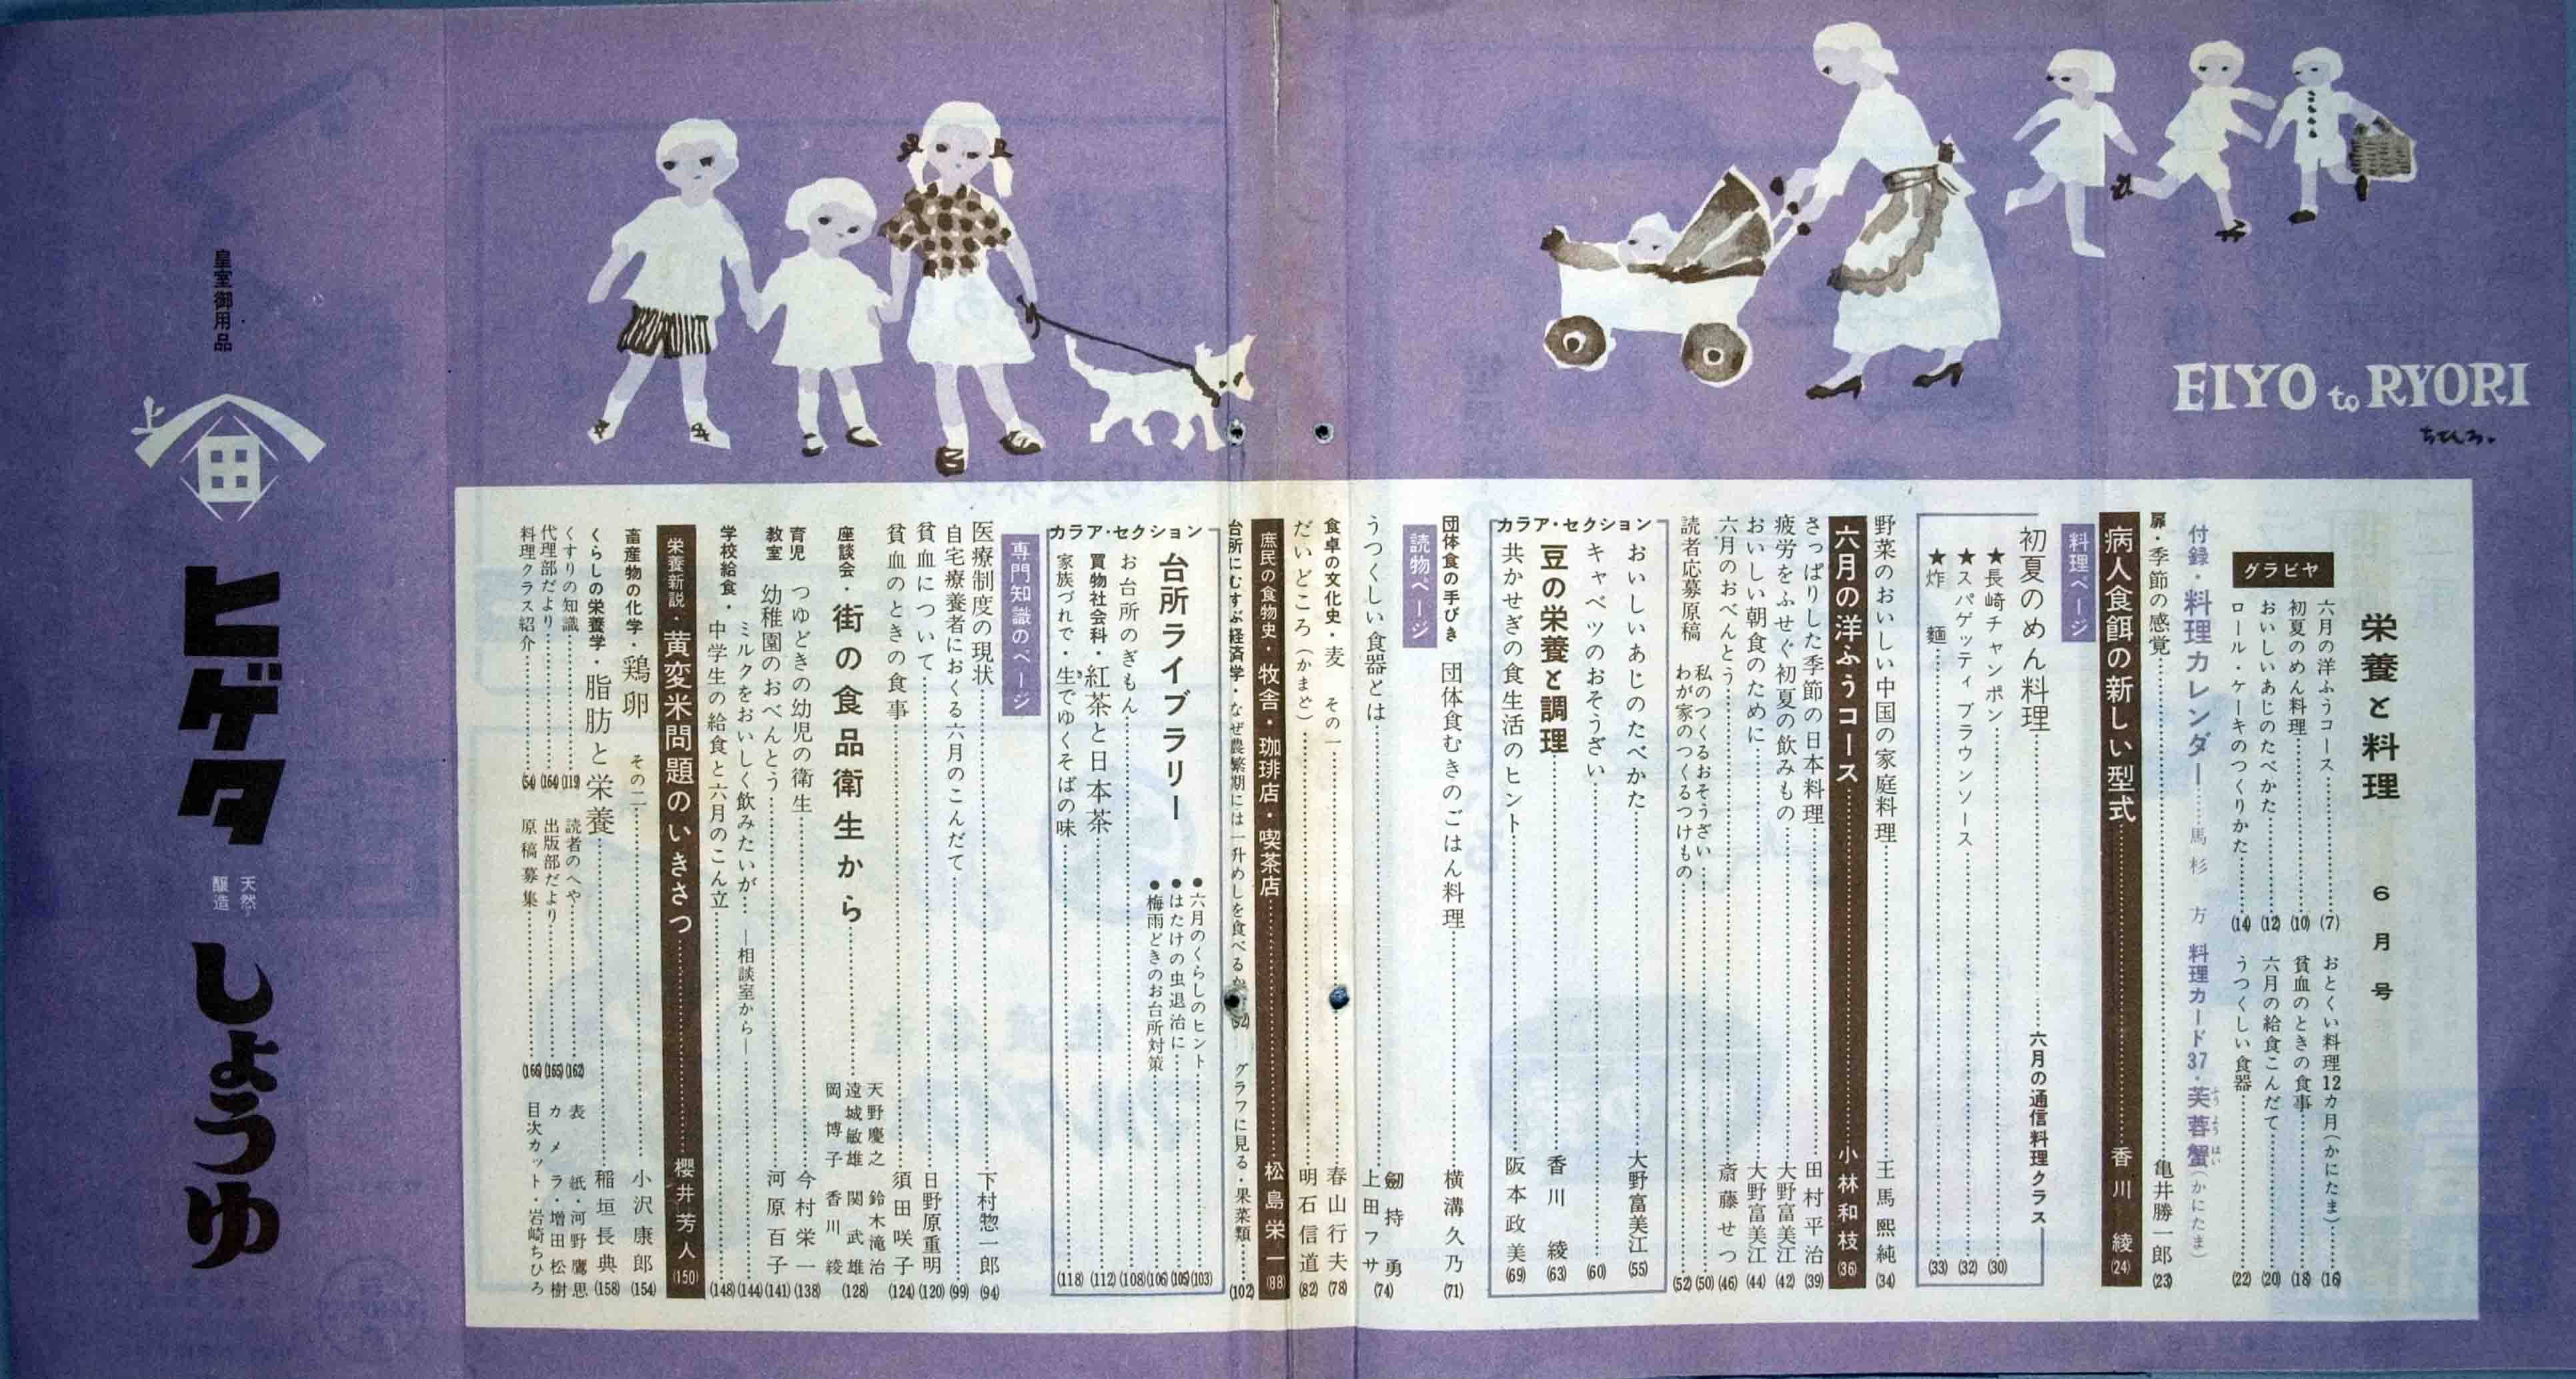 EIYO to RYORI
栄養と料理 6月号
グラビヤ
六月の洋ふうコース……(7)
初夏のめん料理……(10)
おいしいあじのたべかた……(12)
ロール・ケーキのつくりかた……(14)
おとくい料理12カ月(かにたま)……(16)
貧血のときの食事……(18)
六月の給食こんだて……(20)
うつくしい食器……(22)
付録・料理カレンダー……馬杉 方 料理カード37・芙蓉蟹(かにたま)
扉・季節の感覚……亀井勝一郎(23)
病人食餌の新しい型式……香川 綾(24)
料理ページ
初夏のめん料理……六月の通信料理クラス
★長崎チャンポン……(30)
★スパゲッティ ブラウンソース……(32)
★炸 麺……(33)
野菜のおいしい中国の家庭料理……王馬熙純(34)
六月の洋ふうコース……小林和枝(36)
さっぱりした季節の日本料理……田村平治(39)
疲労をふせぐ初夏の飲みもの……大野富美江(42)
おいしい朝食のために……大野富美江(44)
六月のおべんとう……斎藤せつ(46)
読者応募原稿 私のつくるおそうざい……(50)
わが家のつくるつけもの……(52)
カラア・セクション
おいしいあじのたべかた……大野富美江(55)
キャベツのおそうざい……(60)
豆の栄養と調理……香川 綾(63)
共かせぎの食生活のヒント……阪本政美(69)
団体食の手びき 団体食むきのごはん料理……横溝久乃(71)
読物ページ
うつくしい食器とは……劒持 勇 上田フサ(74)
食卓の文化史・麦 その一……春山行夫(78)
だいどころ(かまど)……明石信道(82)
庶民の食物史・牧舎・珈琲店・喫茶店……松島栄一(88)
台所にむすぶ経済学・なぜ農繁期には一升めしを食べるか 52) グラフに見る・果菜類……(102)
カラア・セクション
台所ライブラリー
●六月のくらしのヒント……(103)
●はたけの虫退治に……(105)
●梅雨どきのお台所対策……(106)
お台所のぎもん……(108)
買物社会科・紅茶と日本茶……(112)
家族づれで・生でゆくそばの味……(118)
専門知識のページ
医療制度の現状……下村惣一郎(94)
自宅療養者におくる六月のこんだて……(99)
貧血について……日野原重明(120)
貧血のときの食事……須田咲子(124)
座談会・街の食品衛生から……天野慶之 鈴木滝治 遠城敏雄 関武雄 岡博子 香川綾(128)
育児教室 つゆどきの幼児の衛生……今村栄一(138)
幼稚園のおべんとう……河原百子(141)
学校給食・ミルクをおいしく飲みたいが……―相談室から―……(144)
中学生の給食と六月のこん立……(148)
栄養新説・黄変米問題のいきさつ……櫻井芳人(150)
畜産物の化学・鶏卵 その二……小沢康郎(154)
くらしの栄養学・脂肪と栄養……稲垣長典(158)
くすりの知識……(119)
代理部だより……(164)
料理クラス紹介……(54)
読者のへや……(162)
出版部だより……(165)
原稿募集……(166)
表 紙・河野鷹思
カメラ・増田松樹
目次カット・岩崎ちひろ
皇室御用品
上
田
ヒゲタ
天然
醸造
しょうゆ